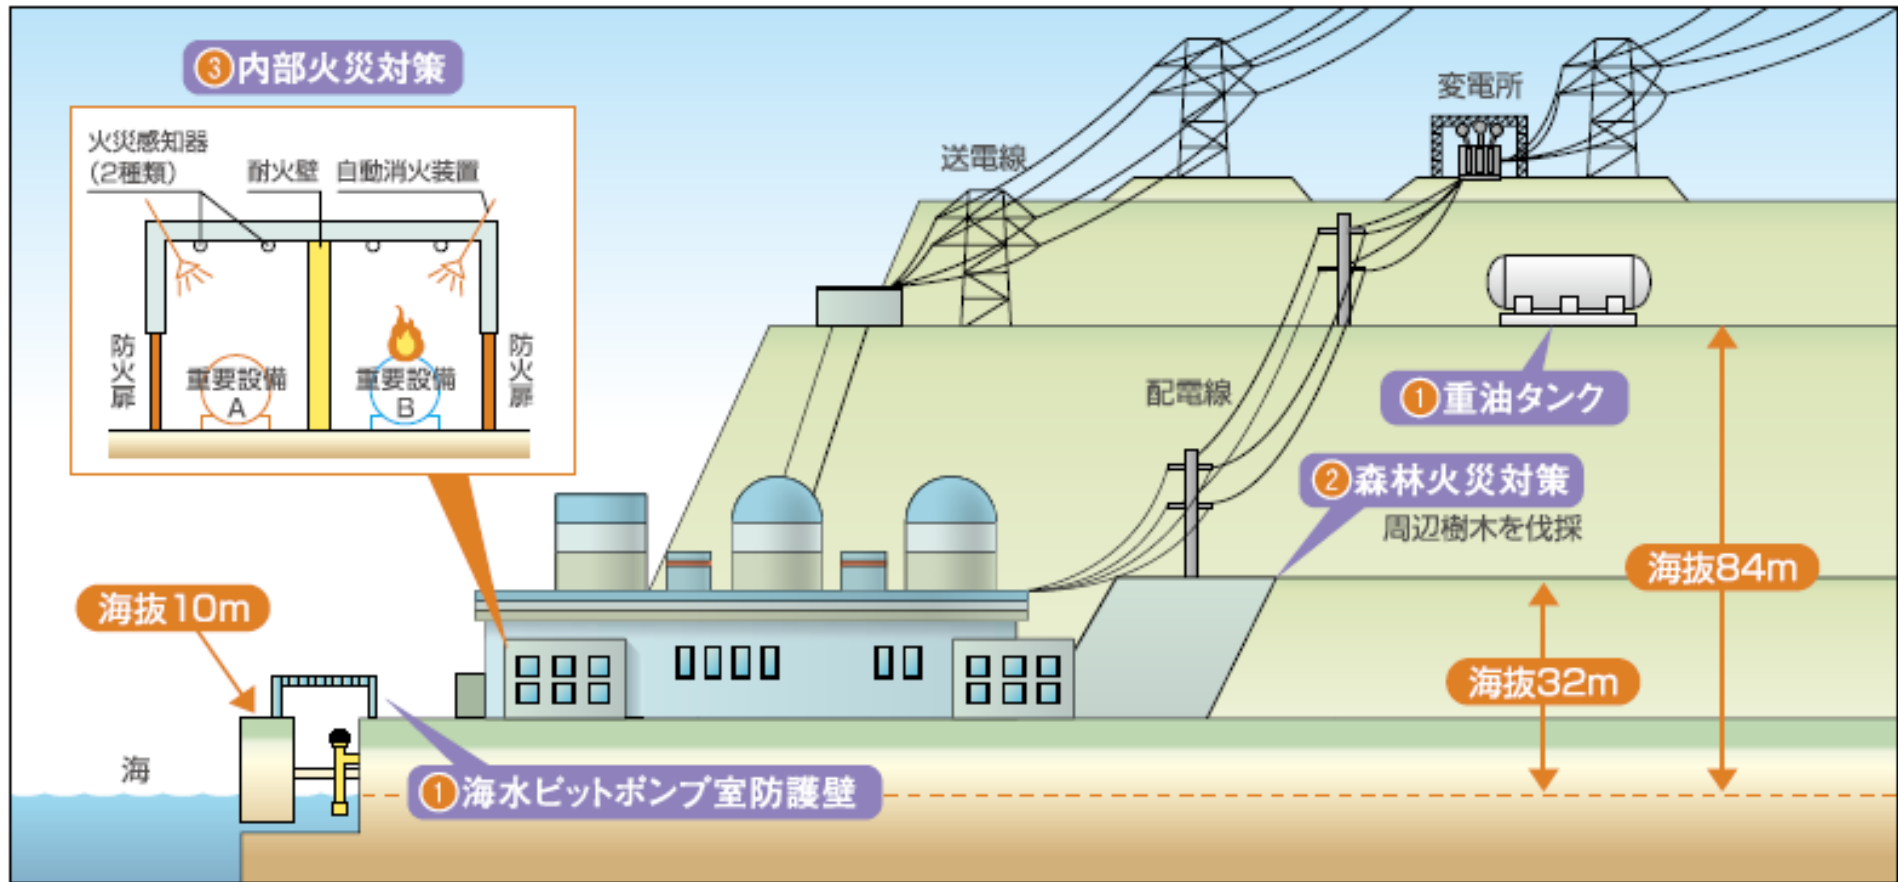 ③内部火災対策
火災感知器
(2種類)
耐火壁
自動消火装置
防火扉
重要設備
A
重要設備
B
防火扉
送電線
変電所
配電線
①重油タンク
②森林火災対策
周辺樹木を伐採
海抜84m
海抜32m
海抜10m
海
①海水ピットポンプ室防護壁